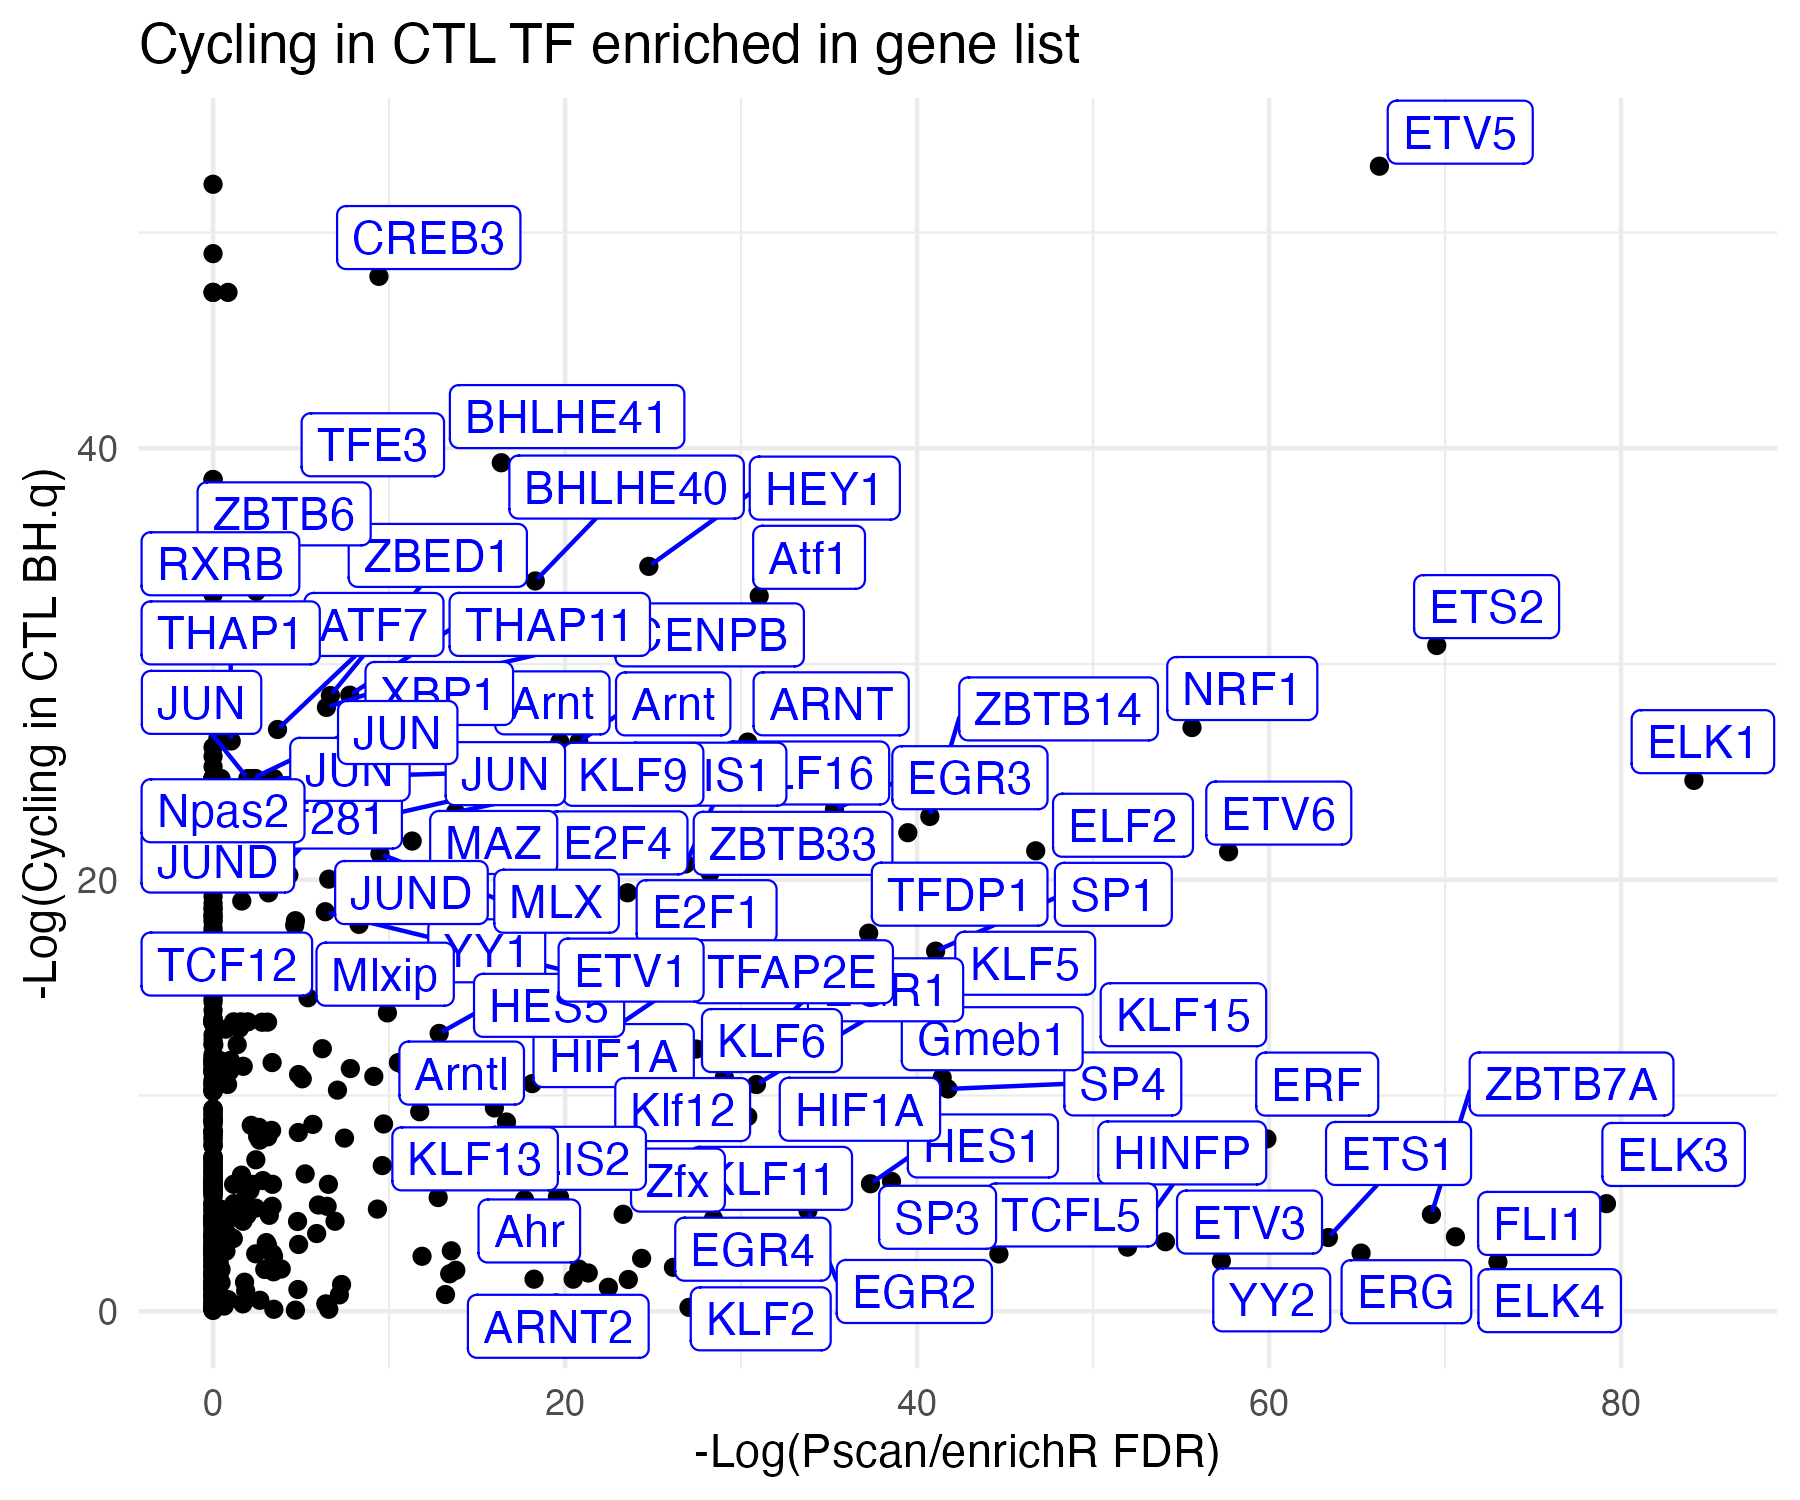 Cycling in CTL TF enriched in gene list
ETV5
CREB3
BHLHE41
TFE3
40
BHLHE40
HEY1
ZBTB6
ZBED1
Atf1
RXRB
ETS2
THAP1
ATF7
THAP11
CENPB
NRF1
JUN
XBP1
Arnt
Arnt
ARNT
ZBTB14
JUN
ELK1
JUN
JUN
KLF9
IS1
LF16
EGR3
Npas2
281
ETV6
ELF2
MAZ
E2F4
ZBTB33
JUND
20
JUND
MLX
E2F1
TFDP1
SP1
YY1
TCF12
Mlxip
ETV1
TFAP2E
KLF5
R1
HES5
KLF15
HIF1A
KLF6
Gmeb1
Arntl
SP4
ERF
ZBTB7A
Klf12
HIF1A
KLF13
IS2
HES1
HINFP
ETS1
ELK3
Zfx
KLF11
SP3
TCFL5
ETV3
FLI1
Ahr
EGR4
EGR2
YY2
ERG
ELK4
0
ARNT2
KLF2
0
20
40
60
80
-Log(Pscan/enrichR FDR)
-Log(Cycling in CTL BH.q)